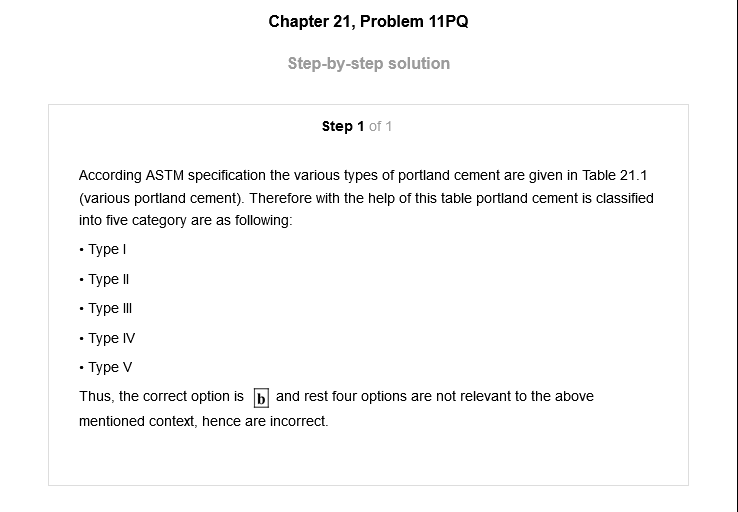 Chapter 21, Problem 11PQ
Step-by-step solution
Step 1 of 1
According ASTM specification the various types of portland cement are given in Table 21.1
(various portland cement). Therefore with the help of this table portland cement is classified
into five category are as following:
• Type I
• Type II
• Type III
• Type IV
• Type V
Thus, the correct option is b and rest four options are not relevant to the above
mentioned context, hence are incorrect.